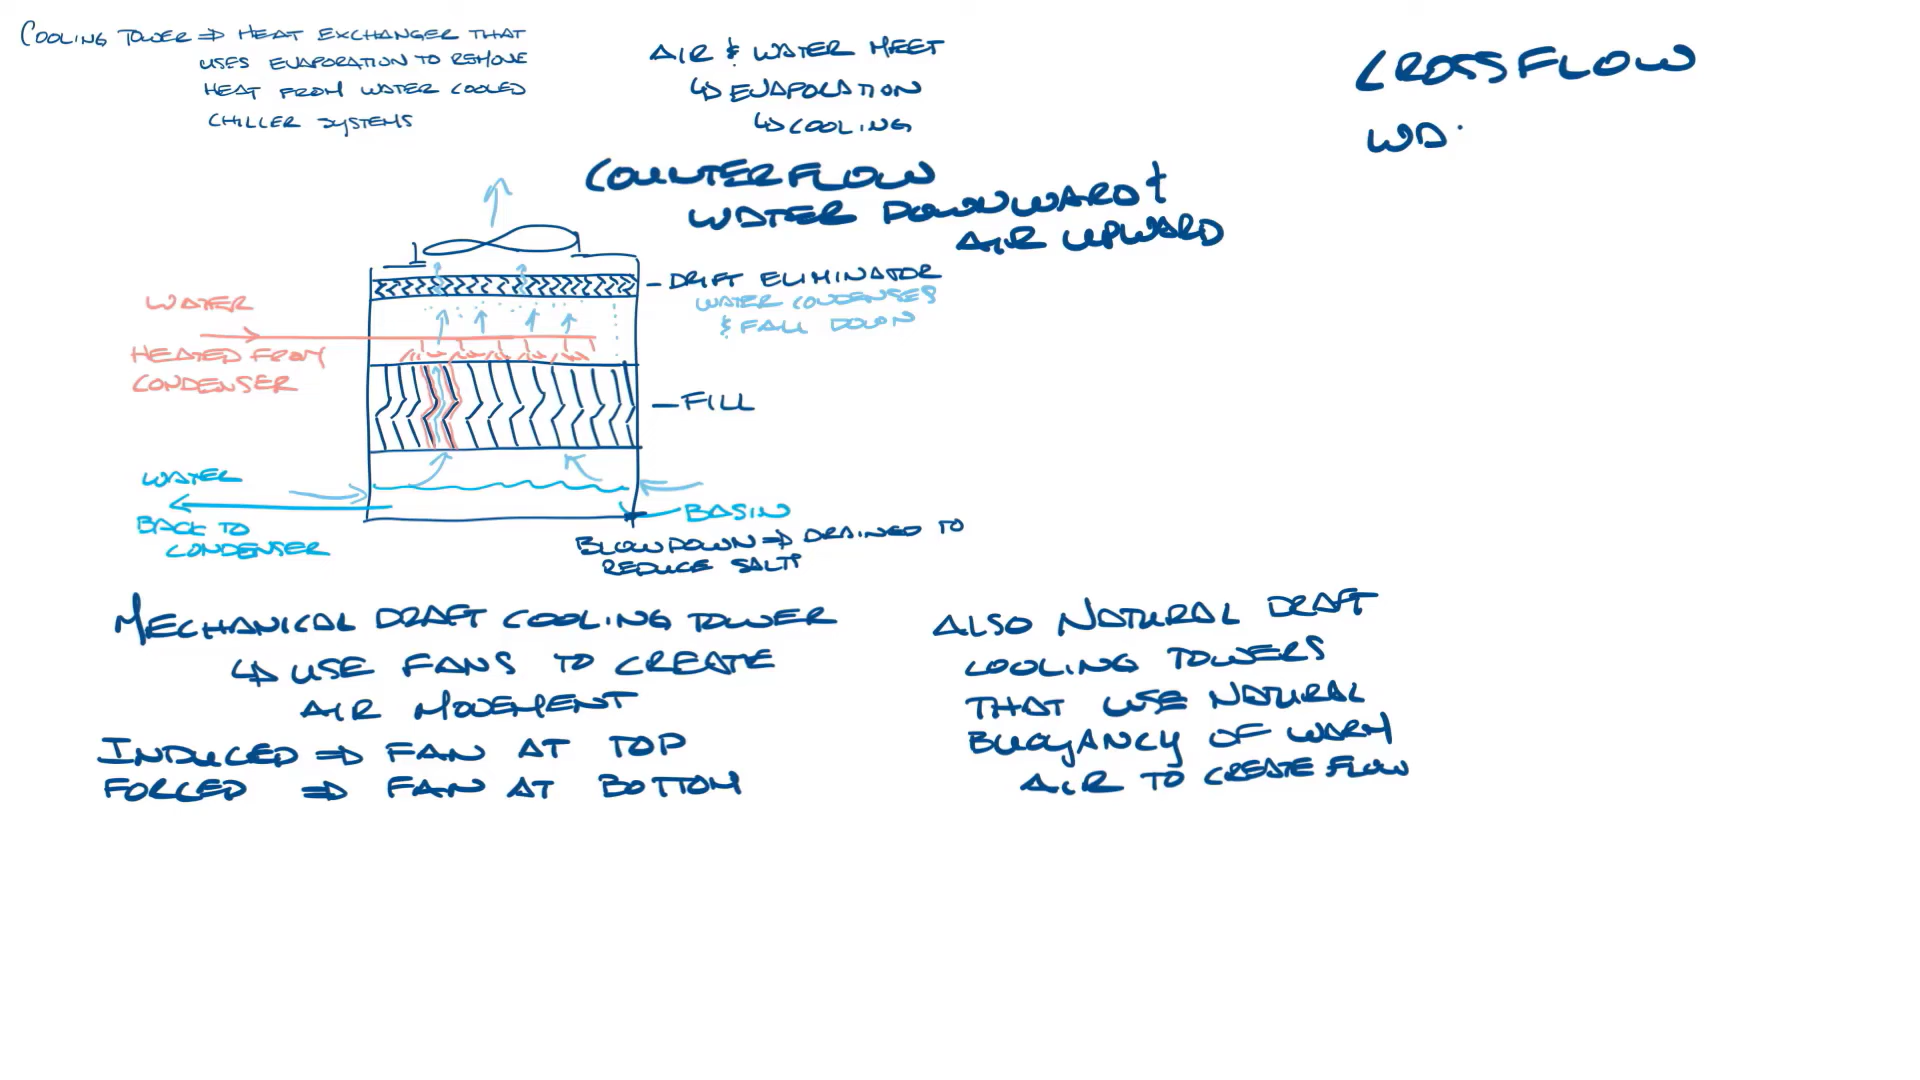 COOLING TOWER ⇒ HEAT EXCHANGER THAT
USES EVAPORATION TO REMOVE
HEAT FROM WATER COOLED
CHILLER SYSTEMS
AIR & WATER MEET
↳ EVAPORATION
↳ COOLING
COUNTERFLOW
WATER DOWNWARD &
AIR UPWARD
DRIFT ELIMINATOR
WATER CONDENSES
& FALL DOWN
WATER
HEATED FROM
CONDENSER
FILL
WATER
BACK TO
CONDENSER
BASIN
BLOWDOWN ⇒ DRAINED TO
REDUCE SALTS
MECHANICAL DRAFT COOLING TOWER
↳ USE FANS TO CREATE
AIR MOVEMENT
INDUCED ⇒ FAN AT TOP
FORCED ⇒ FAN AT BOTTOM
ALSO NATURAL DRAFT
COOLING TOWERS
THAT USE NATURAL
BUOYANCY OF WARM
AIR TO CREATE FLOW
CROSSFLOW
WA